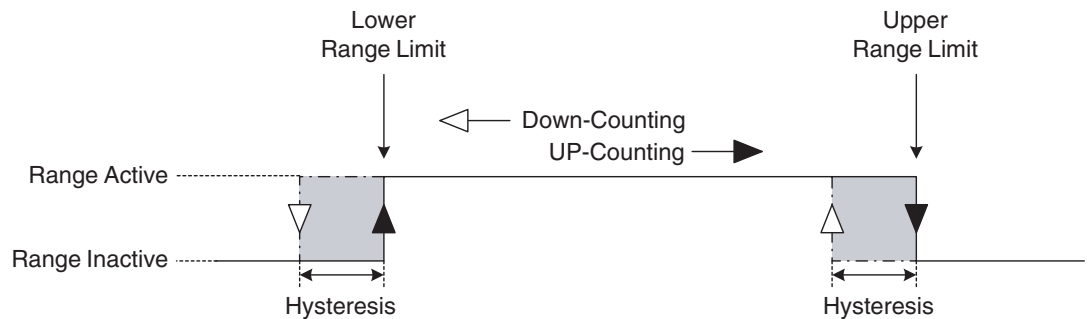 Lower
Range Limit
Upper
Range Limit
Down-Counting
UP-Counting
Range Active
Range Inactive
Hysteresis
Hysteresis